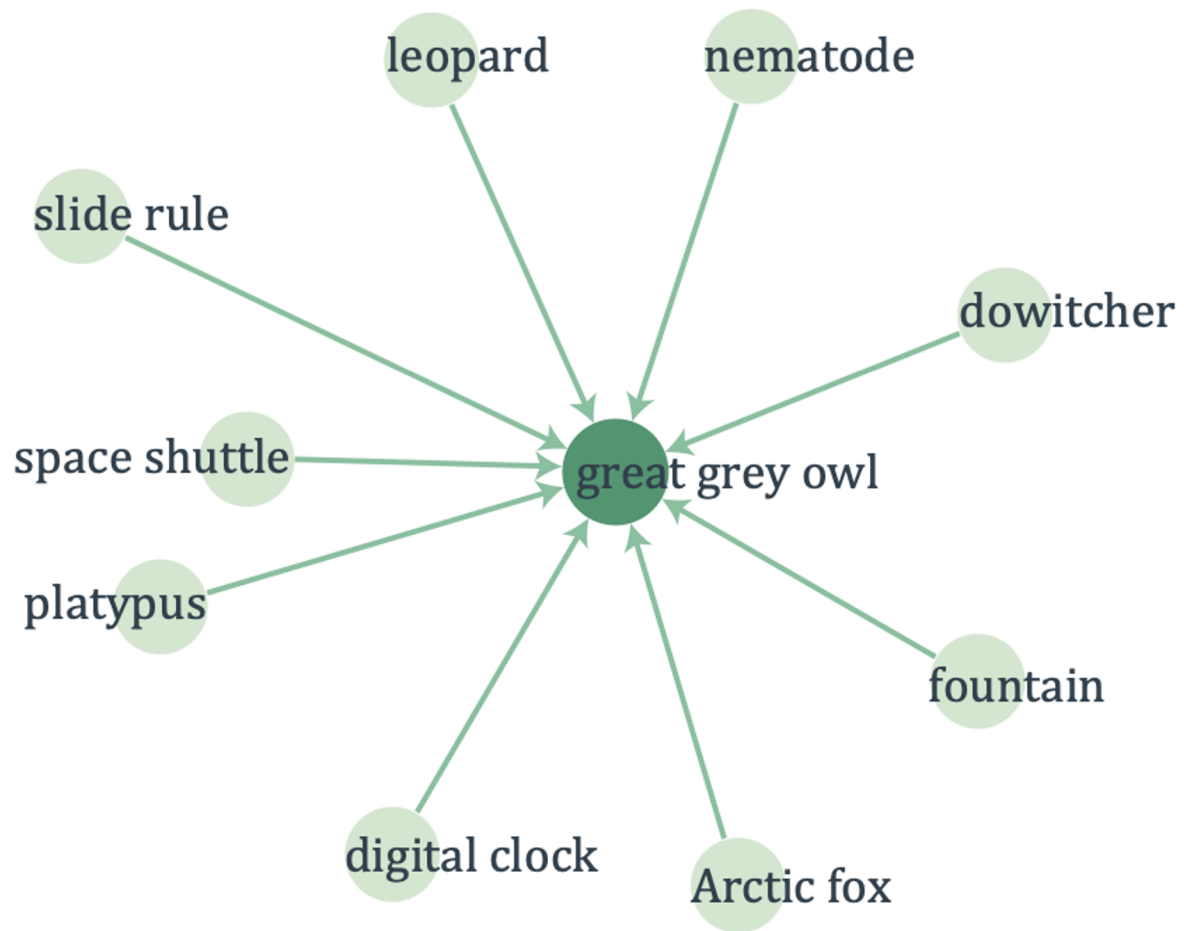 leopard
nematode
slide rule
dowitcher
space shuttle
great grey owl
platypus
fountain
digital clock
Arctic fox